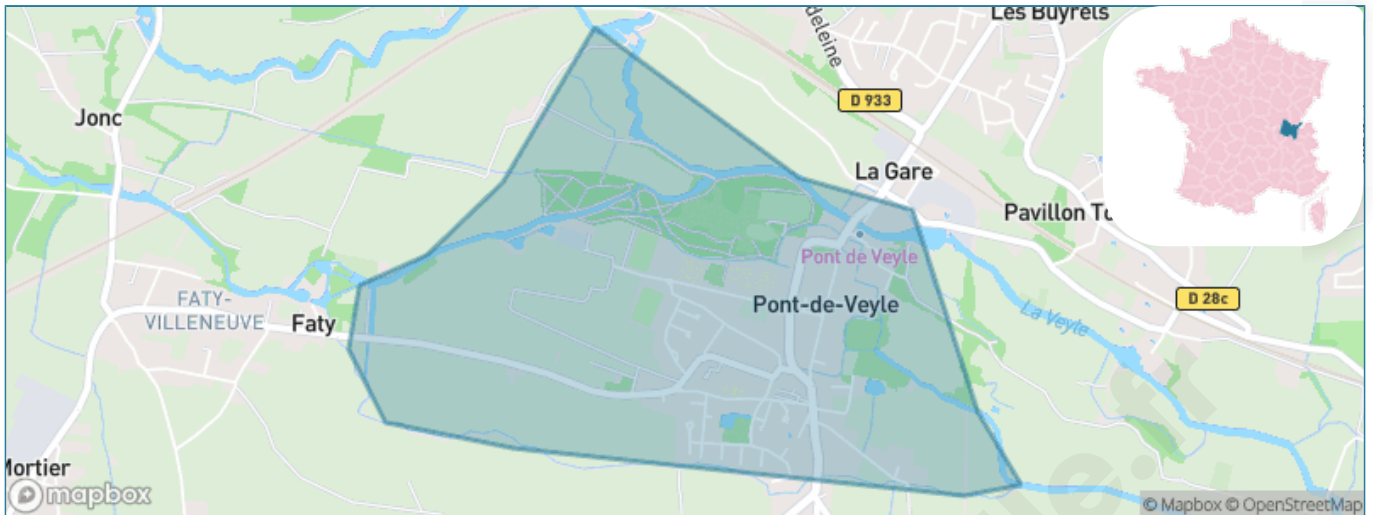 Les Buyrels
deleine
D 933
Jonc
La Gare
Pavillon To
Pont de Veyle
FATY-
VILLENEUVE
Faty
Pont-de-Veyle
D 28c
La Veyle
Mortier
mapbox
© Mapbox © OpenStreetMap